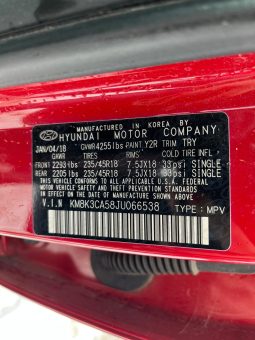 MANUFACTURED IN KOREA BY
HYUNDAI MOTOR COMPANY
JAN/04/18 GVWR4255lbs PAINT Y2R TRIM TRY
GAWR TIRES RIMS COLD TIRE INFL.
FRONT 2293lbs 235/45R18 7.5JX18 33psi SINGLE
REAR 2205lbs 235/45R18 7.5JX18 33psi SINGLE
THIS VEHICLE CONFORMS TO ALL APPLICABLE FEDERAL
MOTOR VEHICLE SAFETY, BUMPER, AND THEFT PREVENTION
STANDARDS IN EFFECT ON THE DATE OF MANUFACTURE
SHOWN ABOVE.
V.I.N KM8K3CA58JU066538 TYPE: MPV